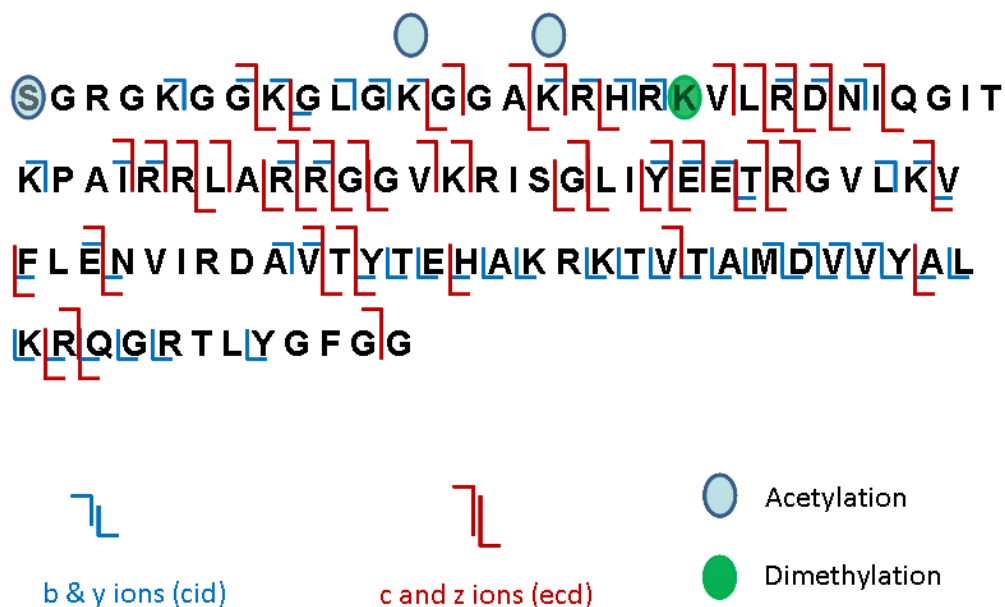 SGRGKGGKGLGKGGAKRHRKVLRDNIQGIT
KPAIRRLARRGGVKRISGLIYEETRGVLKV
FLENVIRDAVTYTEHAKRKTVTAMDVVYAL
KRQGRTLYGFGG
Acetylation
Dimethylation
b & y ions (cid)
c and z ions (ecd)